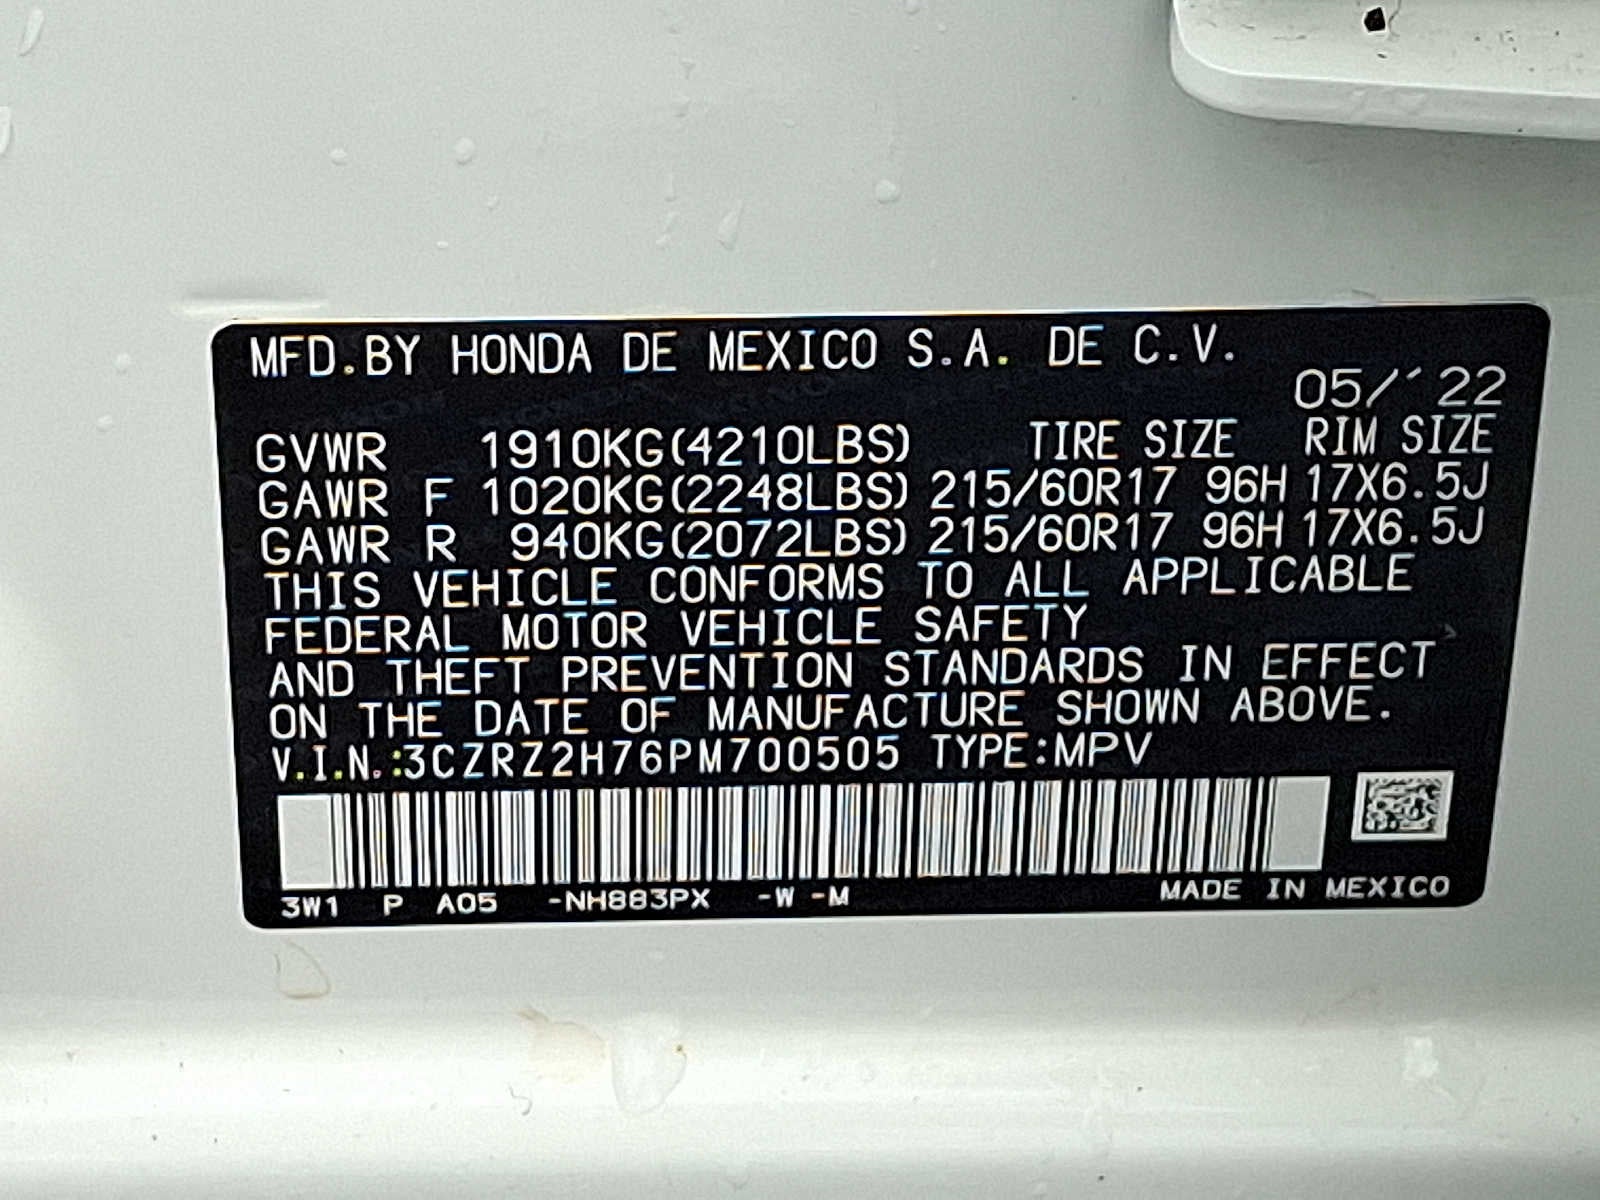 MFD.BY HONDA DE MEXICO S.A. DE C.V.
05/'22
GVWR 1910KG(4210LBS) TIRE SIZE RIM SIZE
GAWR F 1020KG(2248LBS) 215/60R17 96H 17X6.5J
GAWR R 940KG(2072LBS) 215/60R17 96H 17X6.5J
THIS VEHICLE CONFORMS TO ALL APPLICABLE
FEDERAL MOTOR VEHICLE SAFETY
AND THEFT PREVENTION STANDARDS IN EFFECT
ON THE DATE OF MANUFACTURE SHOWN ABOVE.
V.I.N.:3CZRZ2H76PM700505 TYPE:MPV
3W1 P A05 -NH883PX -W -M MADE IN MEXICO